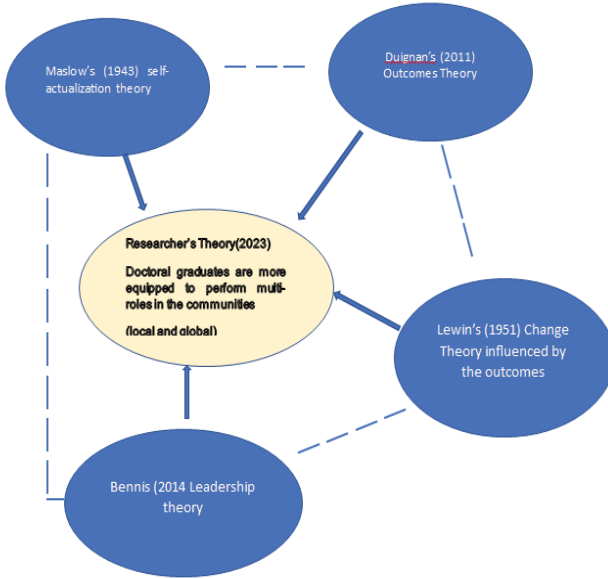 Maslow's (1943) self-
actualization theory
Duignan's (2011)
Outcomes Theory
Researcher's Theory(2023)
Doctoral graduates are more
equipped to perform multi-
roles in the communities
(local and global)
Lewin's (1951) Change
Theory influenced by
the outcomes
Bennis (2014 Leadership
theory